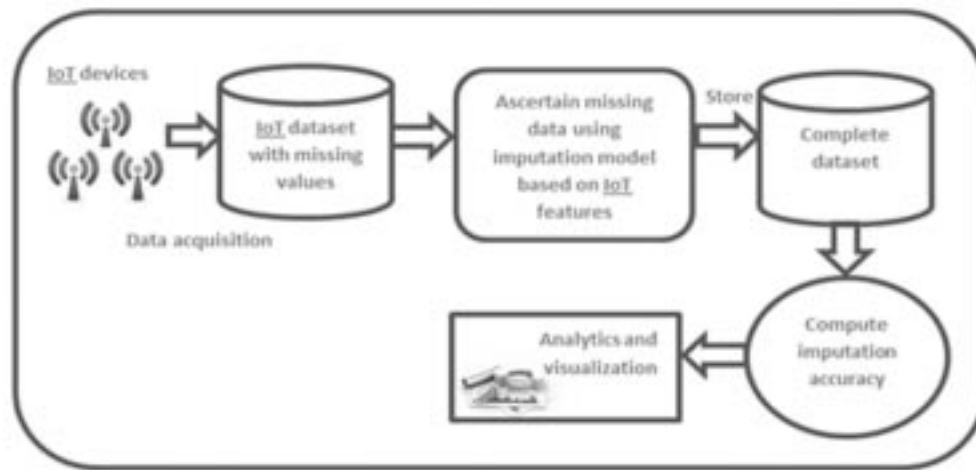 IoT devices
IoT dataset
with missing
values
Data acquisition
Ascertain missing
data using
imputation model
based on IoT
features
Store
Complete
dataset
Compute
imputation
accuracy
Analytics and
visualization